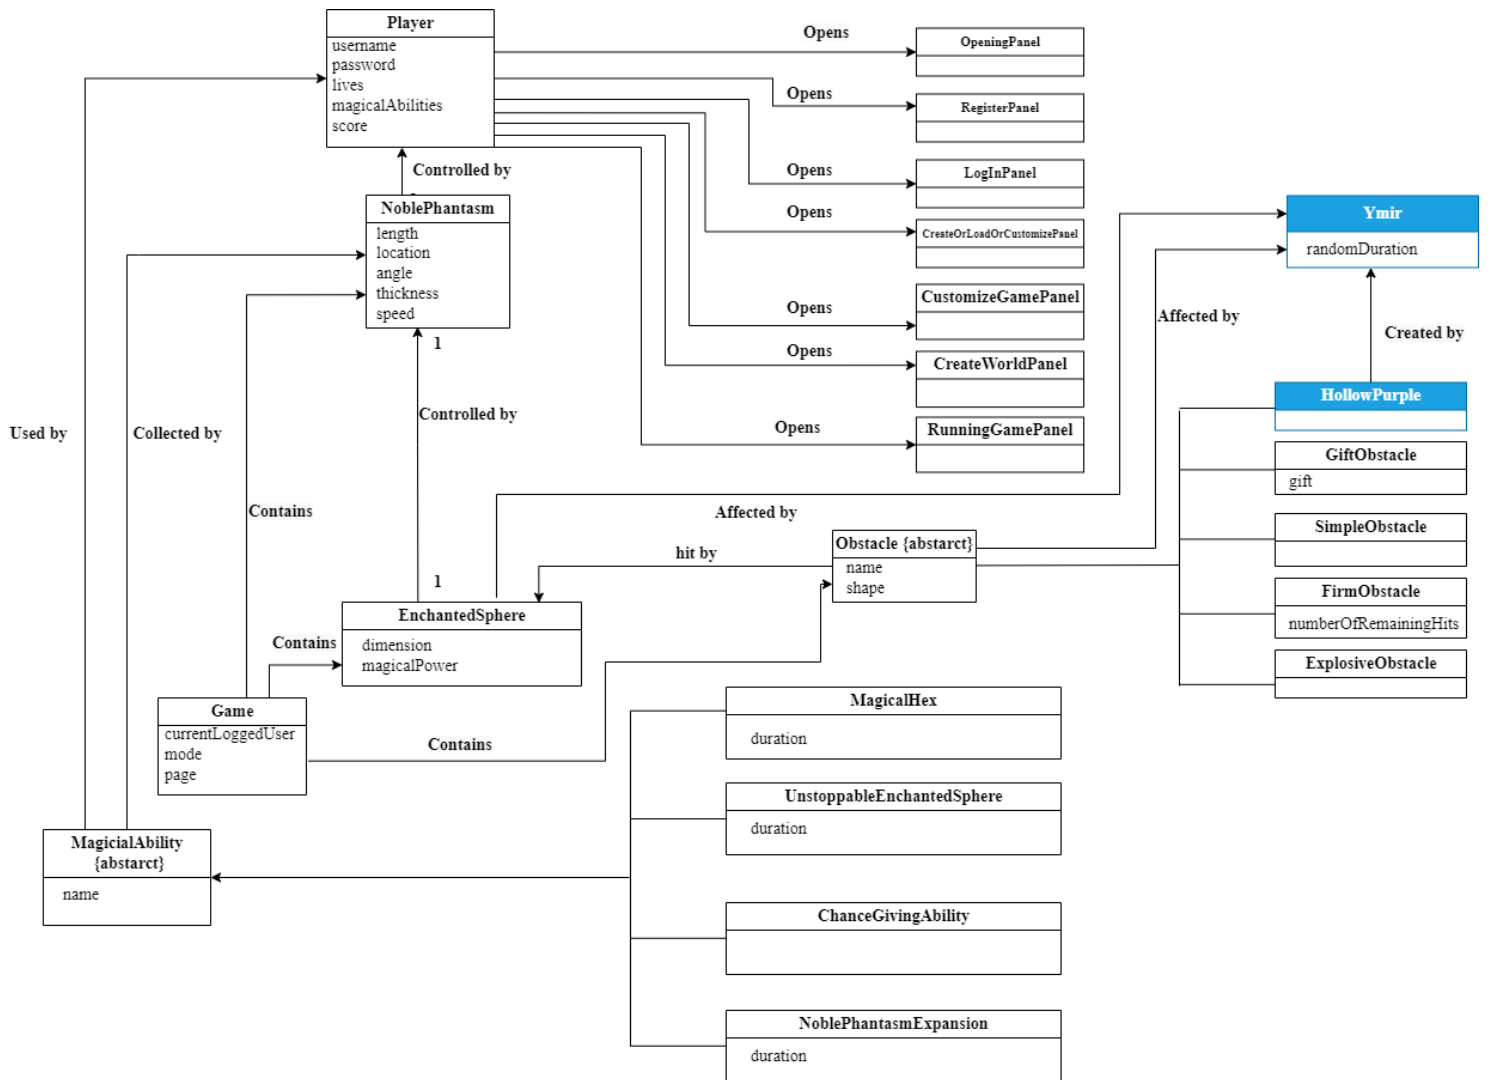 Player
username
password
lives
magicalAbilities
score
Opens
OpeningPanel
Opens
RegisterPanel
Opens
LogInPanel
Opens
CreateOrLoadOrCustomizePanel
Opens
CustomizeGamePanel
Opens
CreateWorldPanel
Opens
RunningGamePanel
Controlled by
NoblePhantasm
length
location
angle
thickness
speed
1
Controlled by
1
Used by
Collected by
Contains
Ymir
randomDuration
Affected by
Created by
HollowPurple
GiftObstacle
gift
SimpleObstacle
FirmObstacle
numberOfRemainingHits
ExplosiveObstacle
Affected by
hit by
Obstacle {abstarct}
name
shape
EnchantedSphere
dimension
magicalPower
Contains
Game
currentLoggedUser
mode
page
Contains
MagicialAbility
{abstarct}
name
MagicalHex
duration
UnstoppableEnchantedSphere
duration
ChanceGivingAbility
NoblePhantasmExpansion
duration